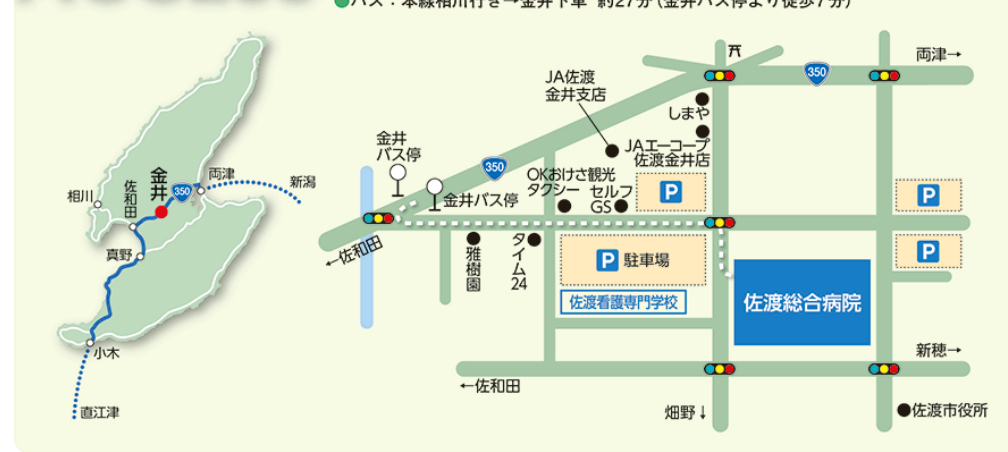 ●バス：本線相川行き→金井下車 約27分（金井バス停より徒歩7分）
両津→
350
JA佐渡
金井支店
しまや
JAエーコープ
佐渡金井店
金井
バス停
350
金井バス停
OKおけさ観光
タクシー
セルフ
GS
P
P
P
←佐和田
雅樹園
タイム24
P 駐車場
佐渡看護専門学校
佐渡総合病院
新穂→
←佐和田
畑野↓
●佐渡市役所
両津
新潟
350
金井
佐和田
相川
真野
小木
直江津